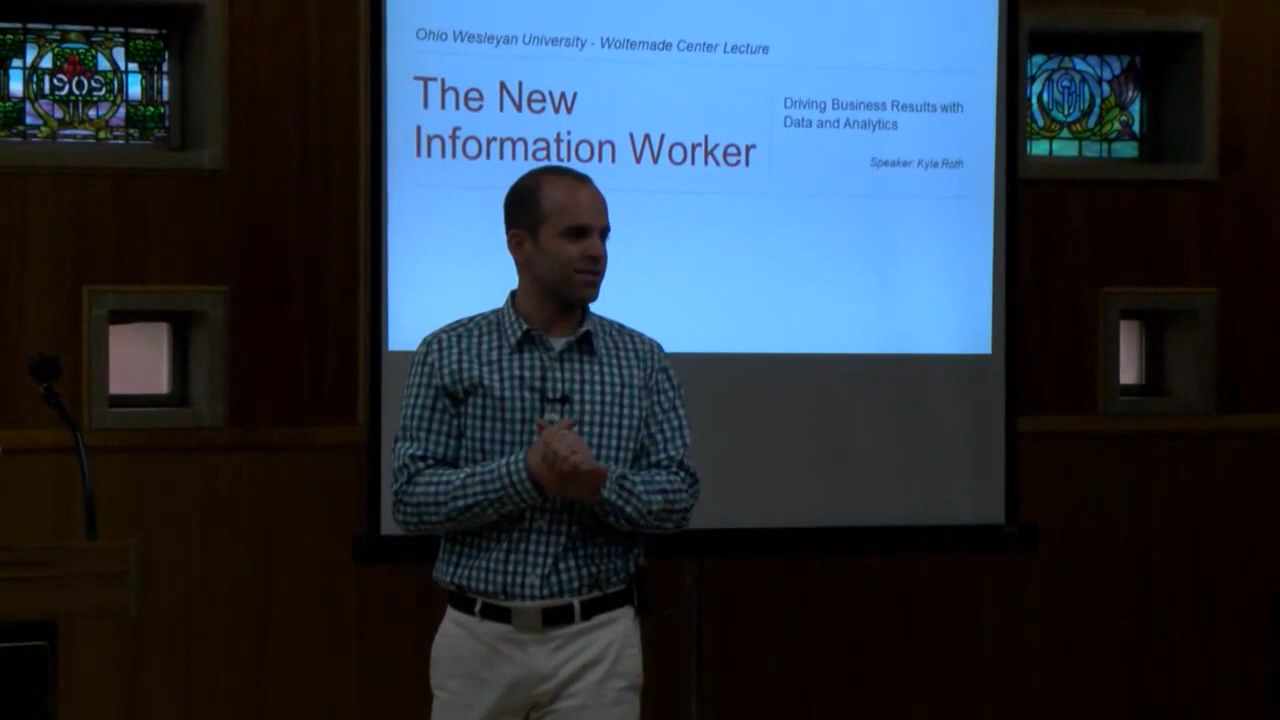 Ohio Wesleyan University - Woltemade Center Lecture
The New
Information Worker
Driving Business Results with
Data and Analytics
Speaker: Kyle Roth
1909